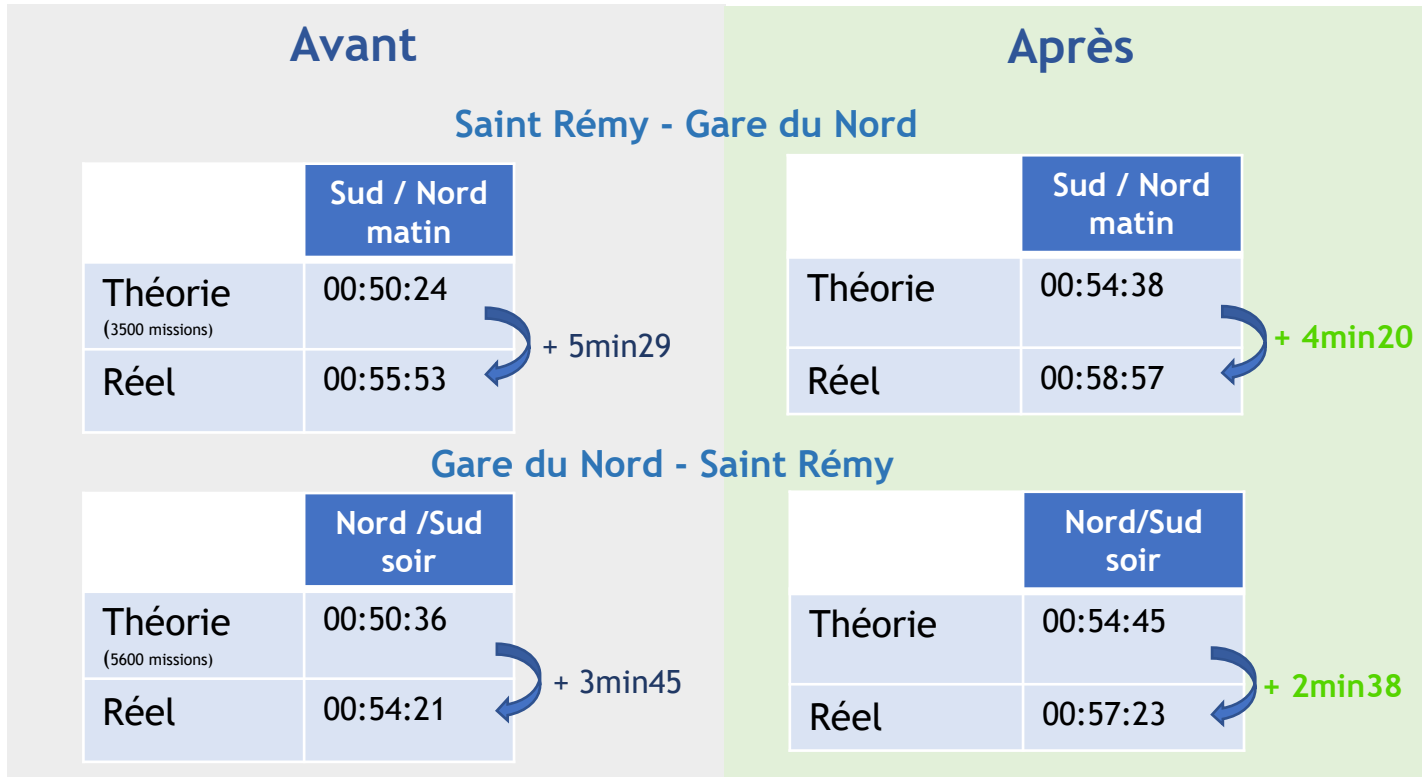 Avant
Après
Saint Rémy - Gare du Nord
Sud / Nord
matin
Théorie
(3500 missions)
00:50:24
+ 5min29
Réel
00:55:53
Sud / Nord
matin
Théorie
00:54:38
+ 4min20
Réel
00:58:57
Gare du Nord - Saint Rémy
Nord /Sud
soir
Théorie
(5600 missions)
00:50:36
+ 3min45
Réel
00:54:21
Nord/Sud
soir
Théorie
00:54:45
+ 2min38
Réel
00:57:23